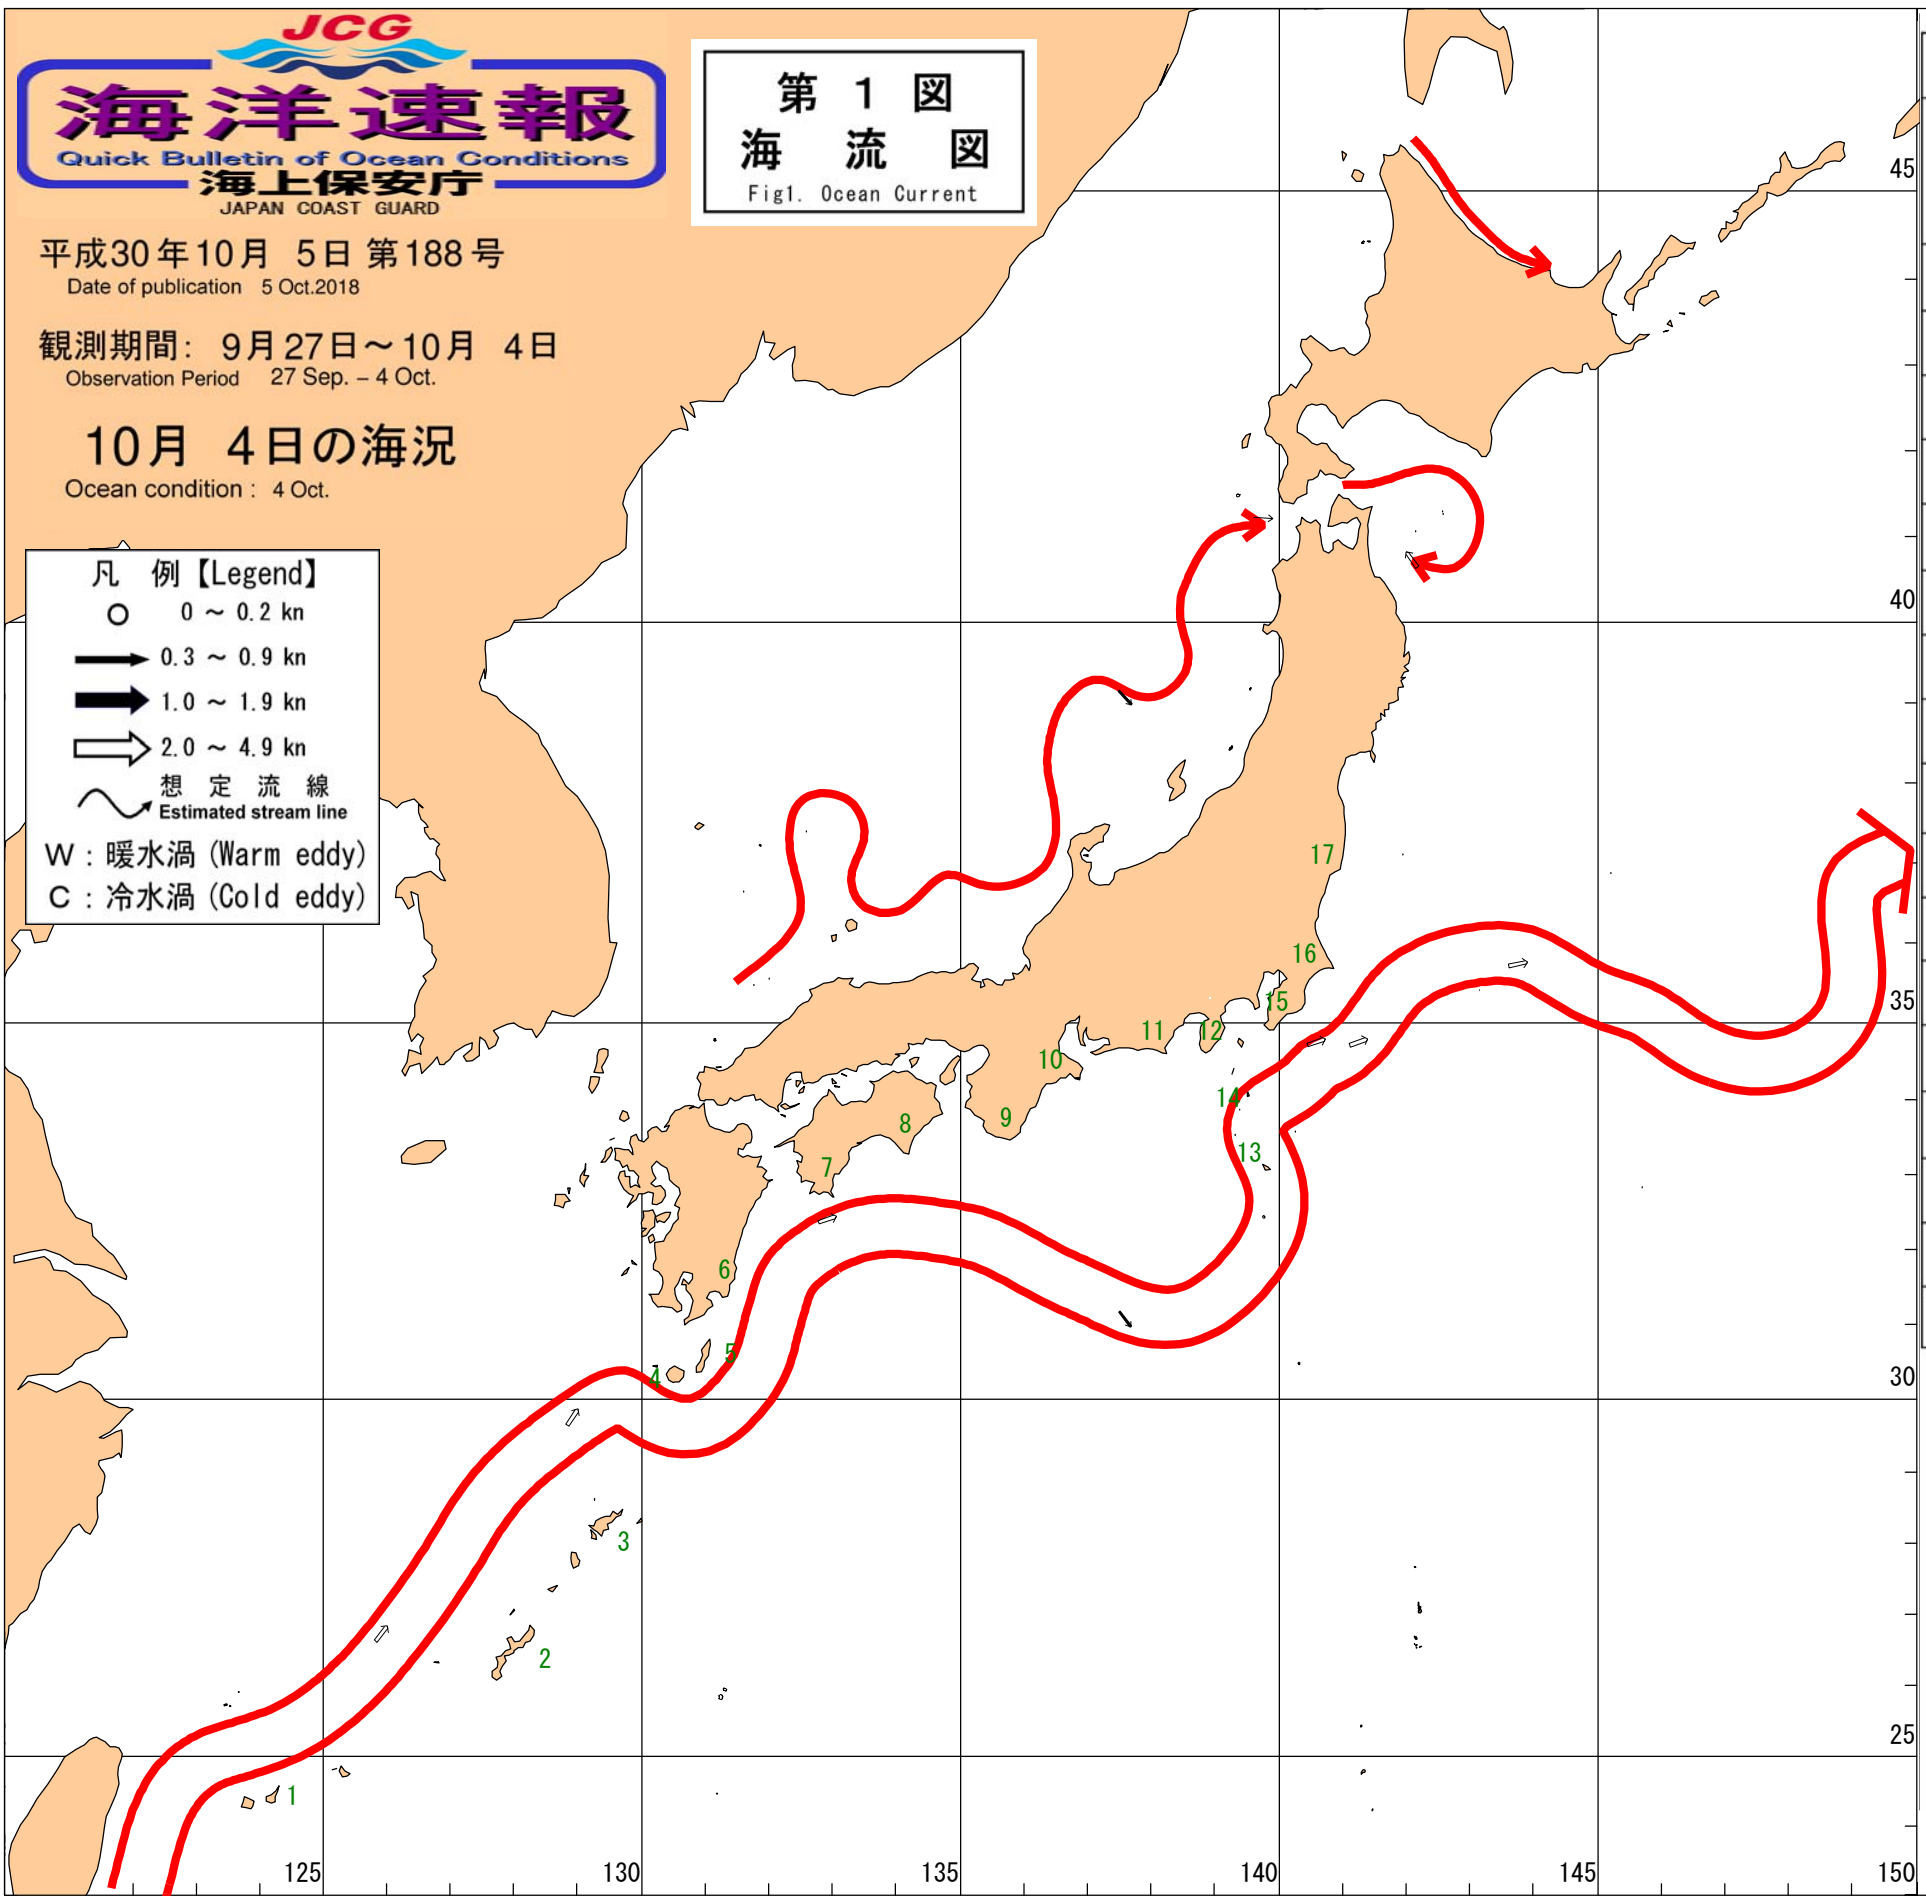 JCG
海洋速報
Quick Bulletin of Ocean Conditions
海上保安庁
JAPAN COAST GUARD
第 1 図
海 流 図
Fig1. Ocean Current
平成30年10月 5日 第188号
Date of publication 5 Oct.2018
観測期間: 9月27日～10月 4日
Observation Period 27 Sep. – 4 Oct.
10月 4日の海況
Ocean condition : 4 Oct.
凡 例【Legend】
0 ～ 0.2 kn
0.3 ～ 0.9 kn
1.0 ～ 1.9 kn
2.0 ～ 4.9 kn
想 定 流 線
Estimated stream line
W : 暖水渦 (Warm eddy)
C : 冷水渦 (Cold eddy)
45
40
17
16
35
15
11
12
10
14
9
8
13
7
6
5
4
30
3
2
25
1
125
130
135
140
145
150